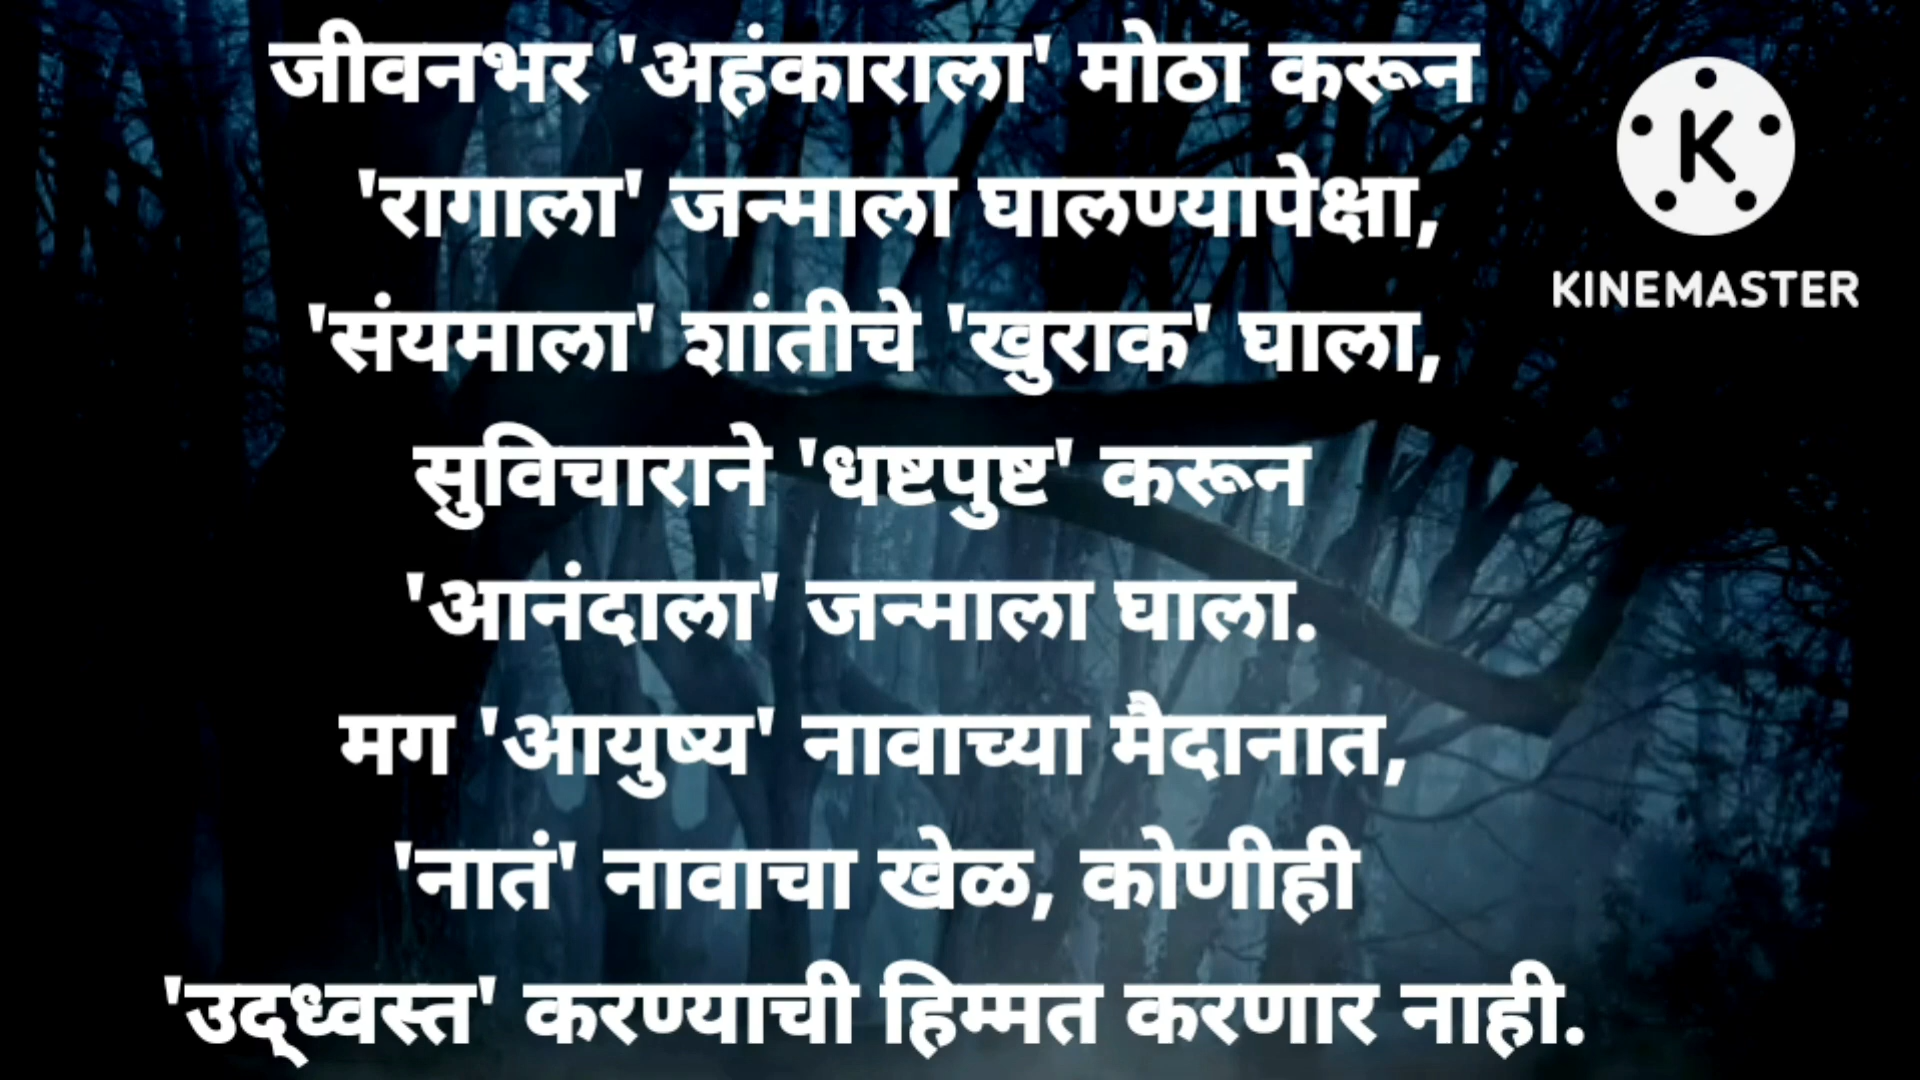 जीवनभर 'अहंकाराला' मोठा करून
'रागाला' जन्माला घालण्यापेक्षा,
'संयमाला' शांतीचे 'खुराक' घाला,
सुविचाराने 'धष्टपुष्ट' करून
'आनंदाला' जन्माला घाला.
मग 'आयुष्य' नावाच्या मैदानात,
'नातं' नावाचा खेळ, कोणीही
'उद्ध्वस्त' करण्याची हिम्मत करणार नाही.
K
KINEMASTER